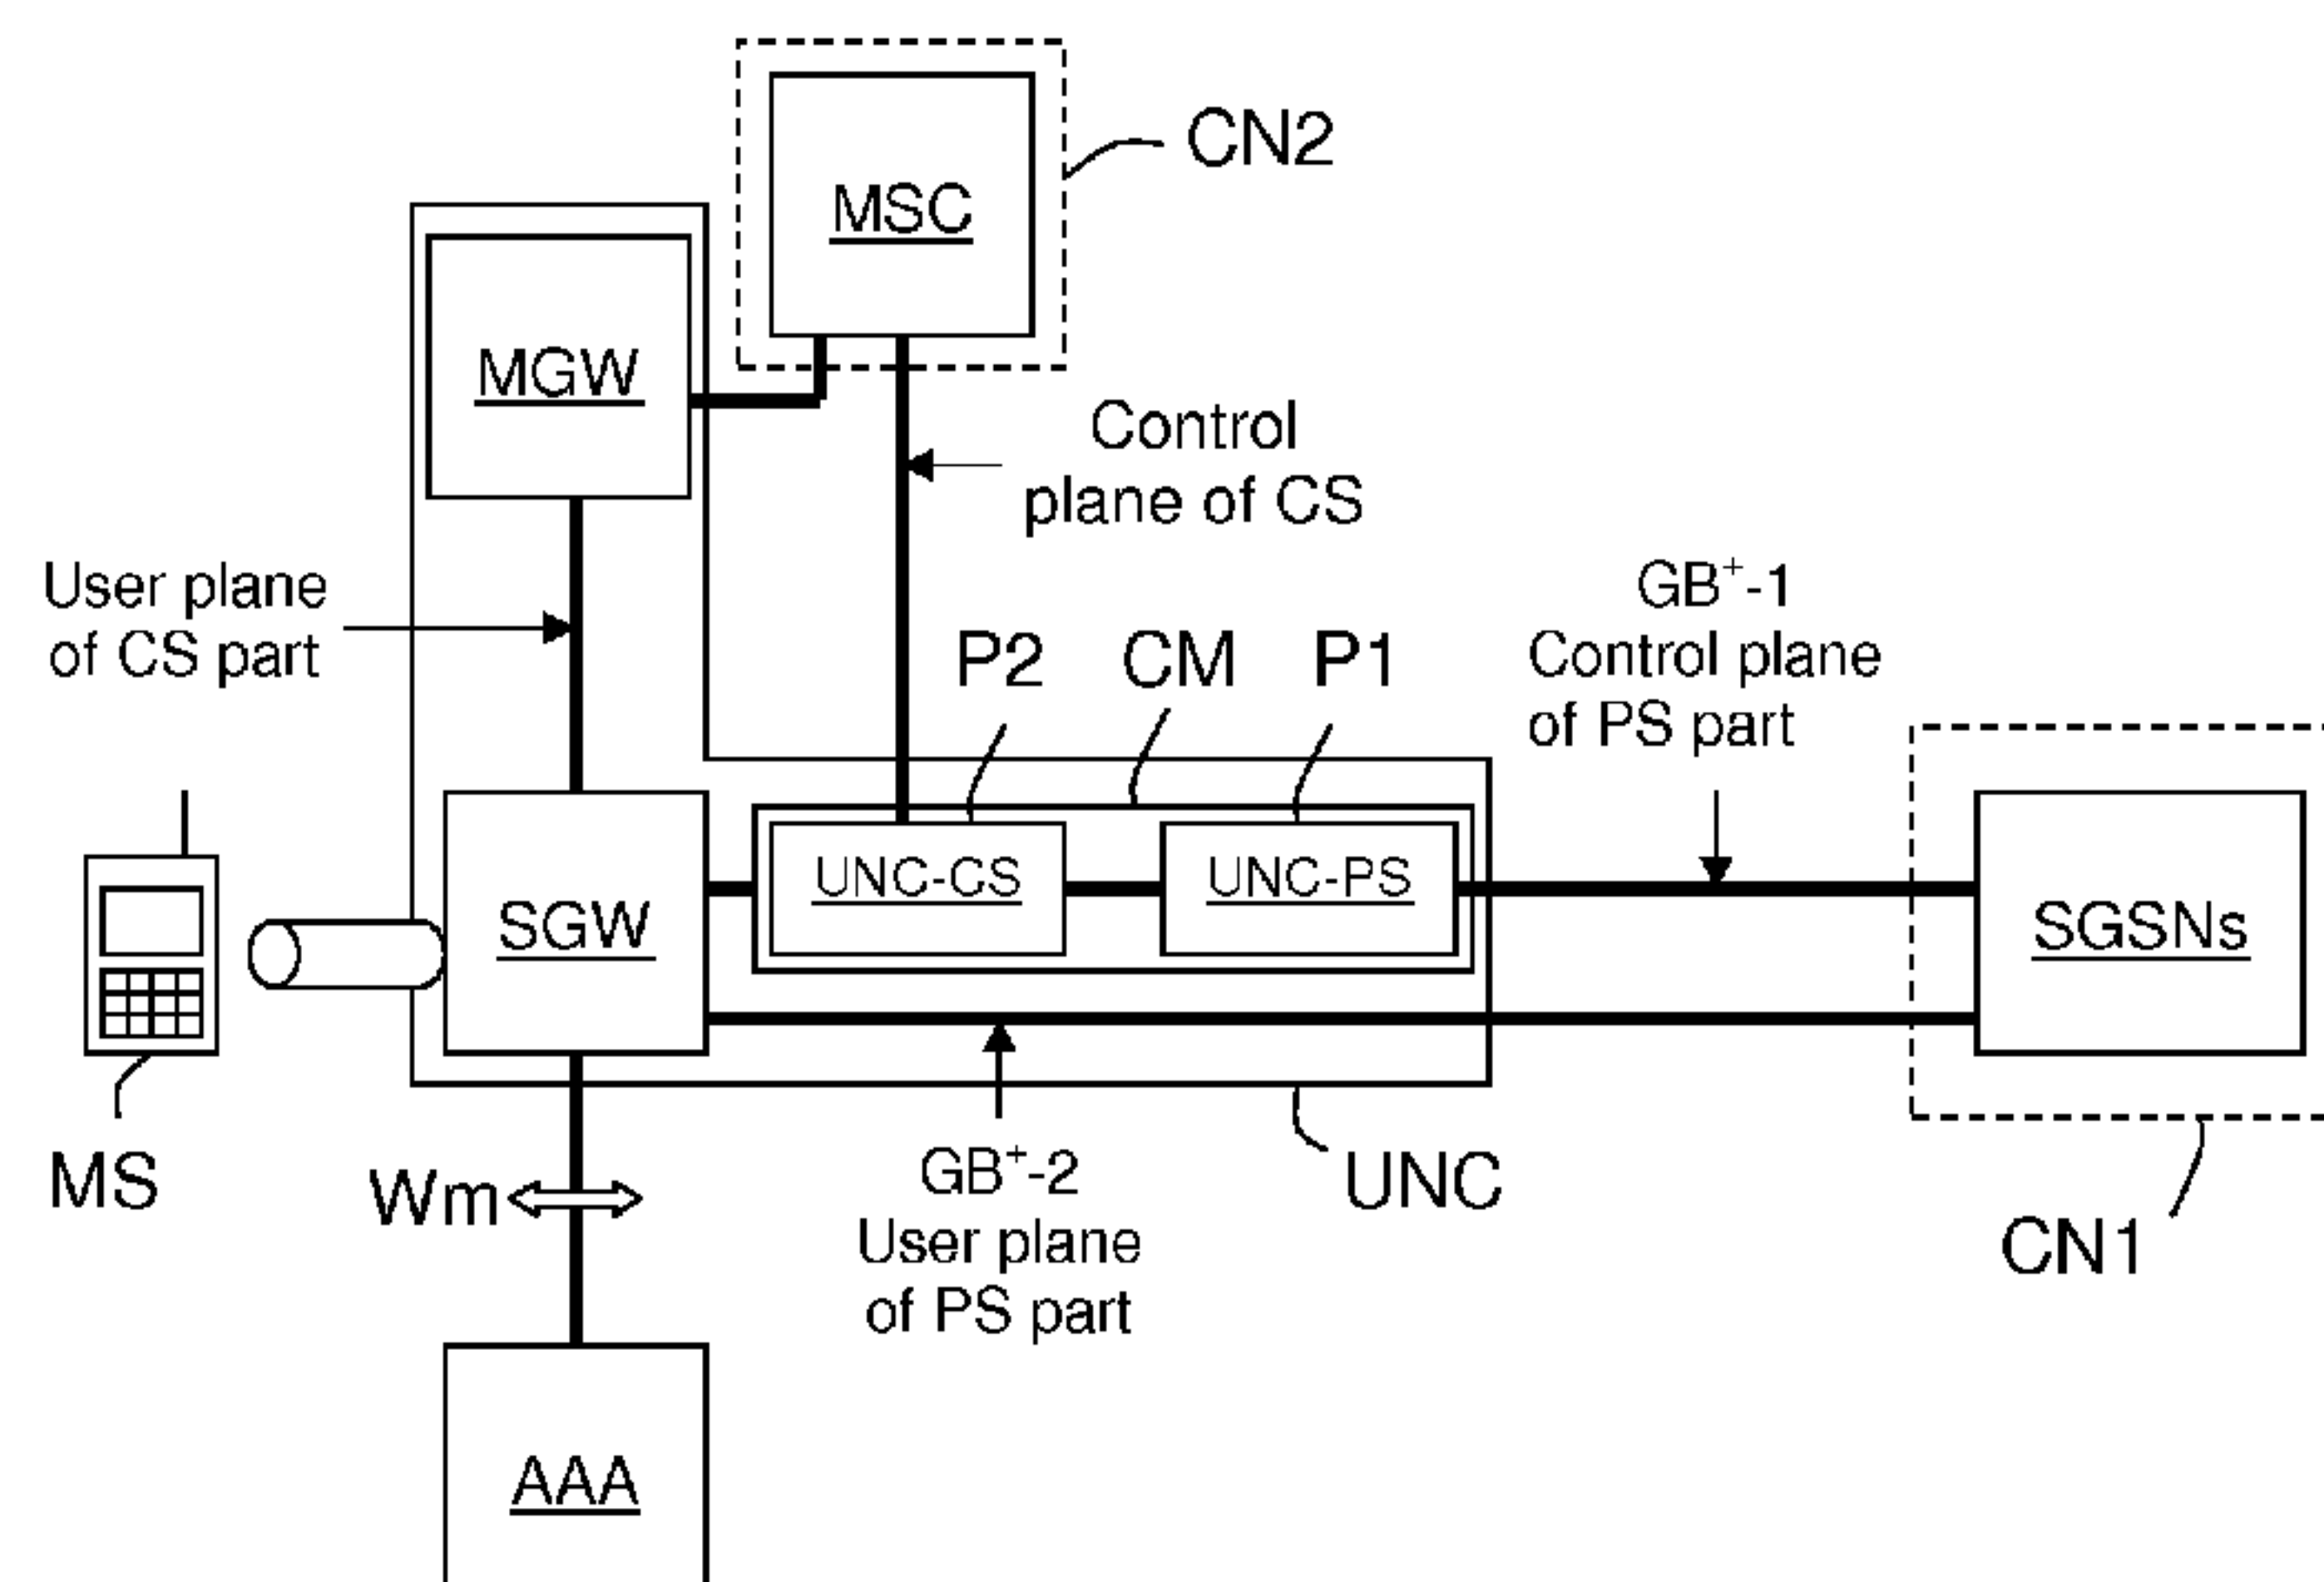 CN2
MSC
MGW
Control
plane of CS
User plane
of CS part
GB⁺-1
Control plane
of PS part
P2 CM P1
UNC-CS
UNC-PS
SGW
SGSNs
MS
Wm
GB⁺-2
User plane
of PS part
UNC
CN1
AAA